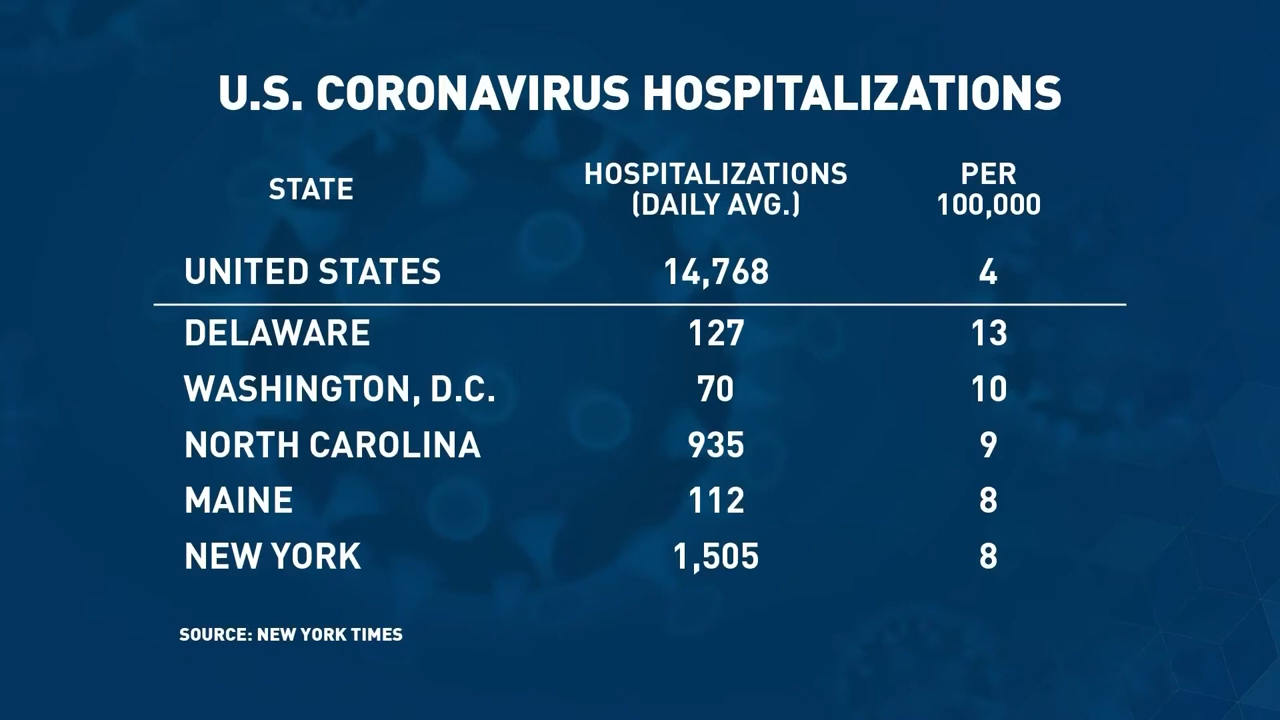 U.S. CORONAVIRUS HOSPITALIZATIONS
STATE HOSPITALIZATIONS (DAILY AVG.) PER 100,000
UNITED STATES 14,768 4
DELAWARE 127 13
WASHINGTON, D.C. 70 10
NORTH CAROLINA 935 9
MAINE 112 8
NEW YORK 1,505 8
SOURCE: NEW YORK TIMES